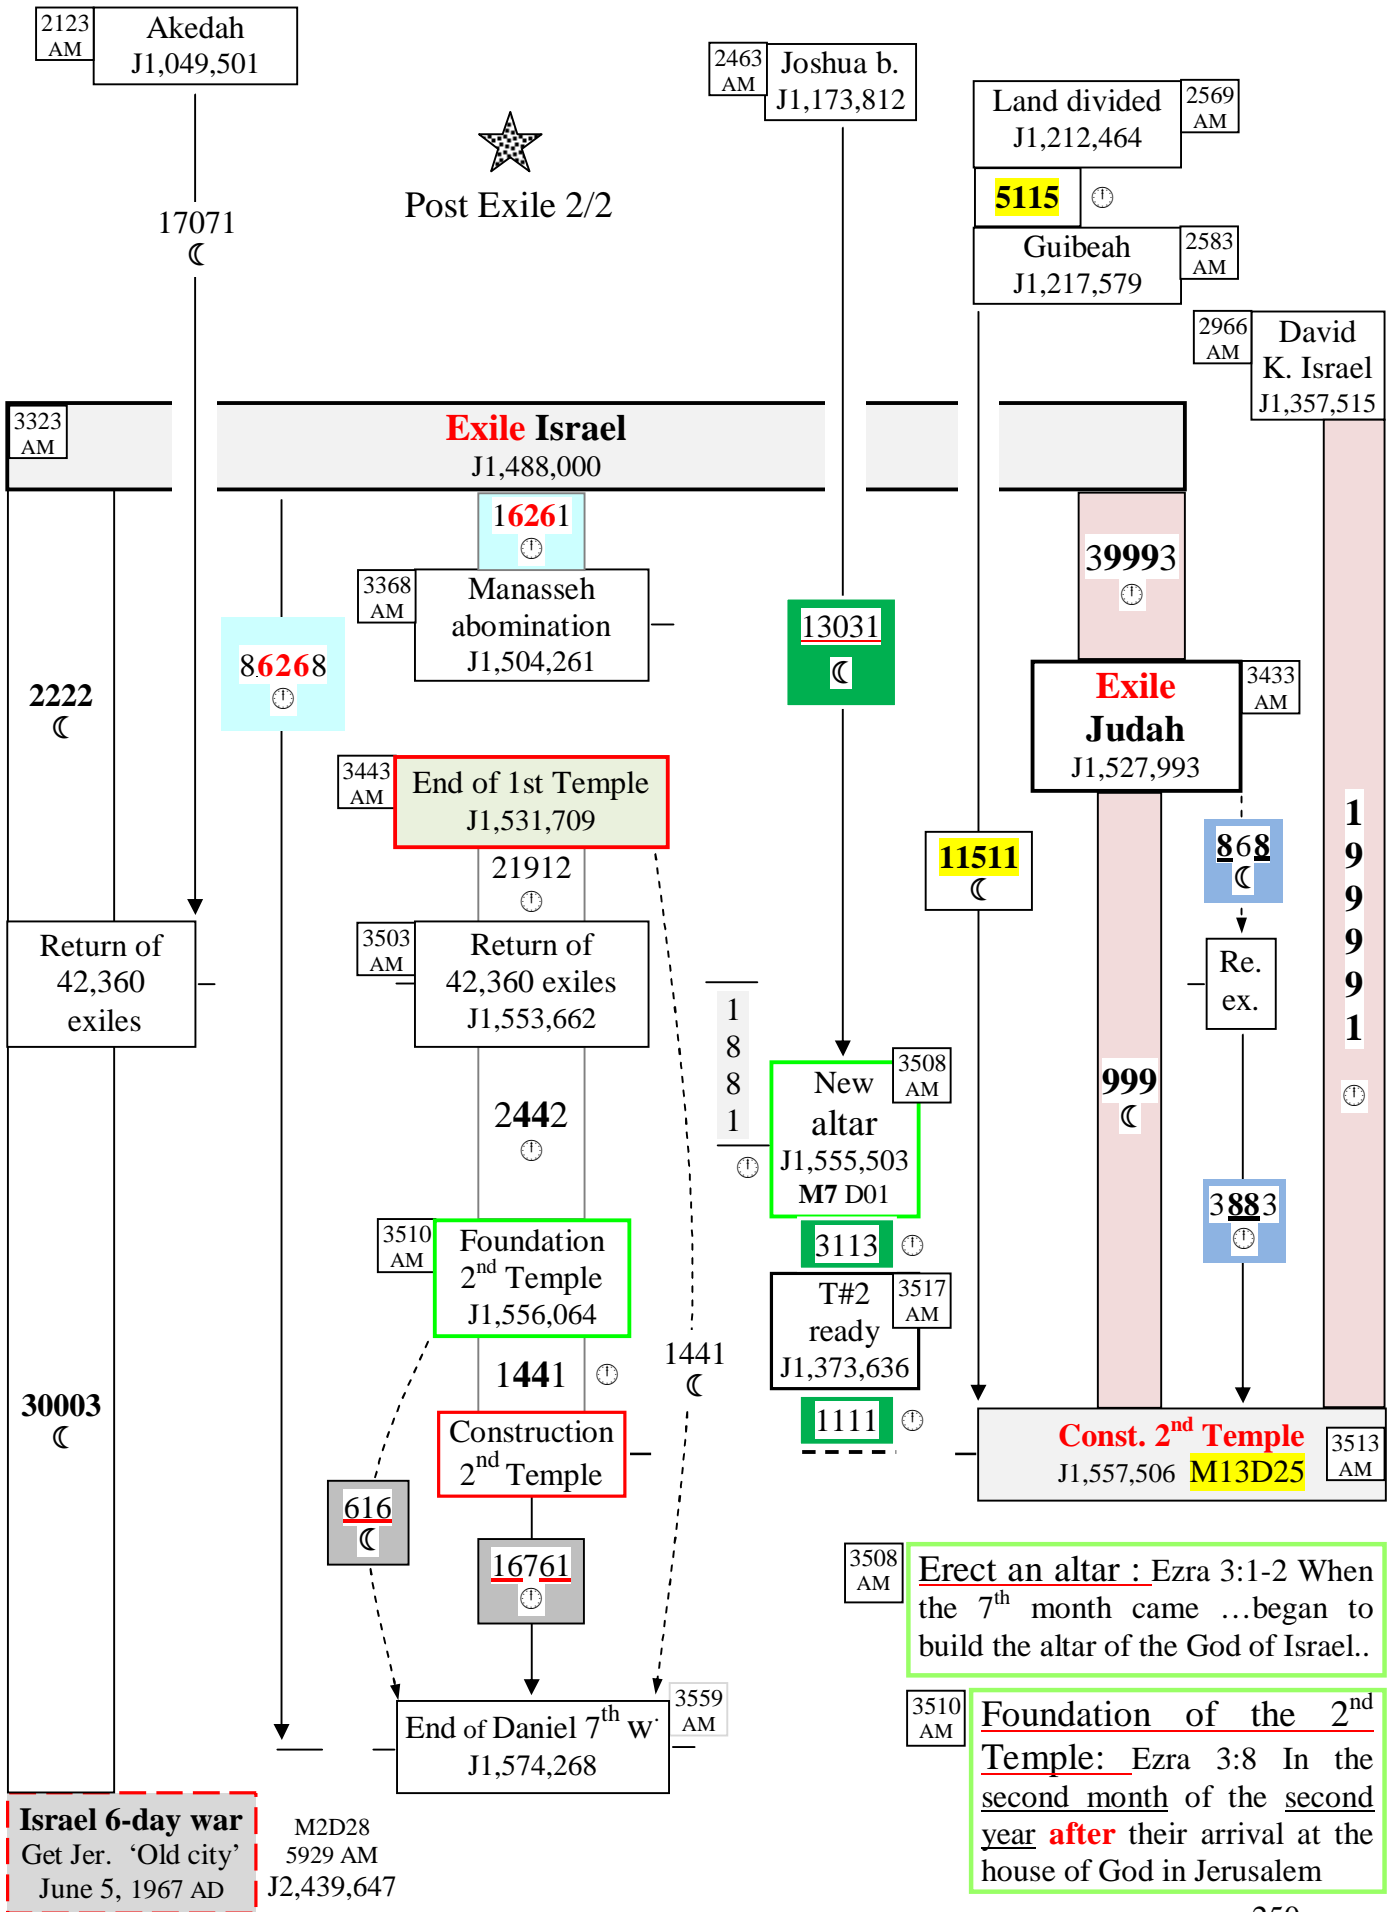 2123
AM
Akedah
J1,049,501
2463
AM
Joshua b.
J1,173,812
Land divided
J1,212,464
2569
AM
Post Exile 2/2
17071
☾
5115
Guibeah
J1,217,579
2583
AM
2966
AM
David
K. Israel
J1,357,515
3323
AM
Exile Israel
J1,488,000
16261
3368
AM
Manasseh
abomination
J1,504,261
39993
13031
☾
86268
2222
☾
Exile
Judah
J1,527,993
3433
AM
3443
AM
End of 1st Temple
J1,531,709
21912
11511
☾
868
☾
1
9
9
9
9
1
Return of
42,360
exiles
3503
AM
Return of
42,360 exiles
J1,553,662
Re.
ex.
1
8
8
1
New
altar
J1,555,503
M7 D01
3508
AM
999
☾
2442
3883
3510
AM
Foundation
2nd Temple
J1,556,064
3113
T#2
ready
J1,373,636
3517
AM
1441
1441
☾
30003
☾
1111
Construction
2nd Temple
Const. 2nd Temple
J1,557,506 M13D25
3513
AM
616
☾
16761
3508
AM
Erect an altar : Ezra 3:1-2 When
the 7th month came …began to
build the altar of the God of Israel..
3559
AM
End of Daniel 7th w.
J1,574,268
3510
AM
Foundation of the 2nd
Temple: Ezra 3:8 In the
second month of the second
year after their arrival at the
house of God in Jerusalem
Israel 6-day war
Get Jer. ‘Old city’
June 5, 1967 AD
M2D28
5929 AM
J2,439,647